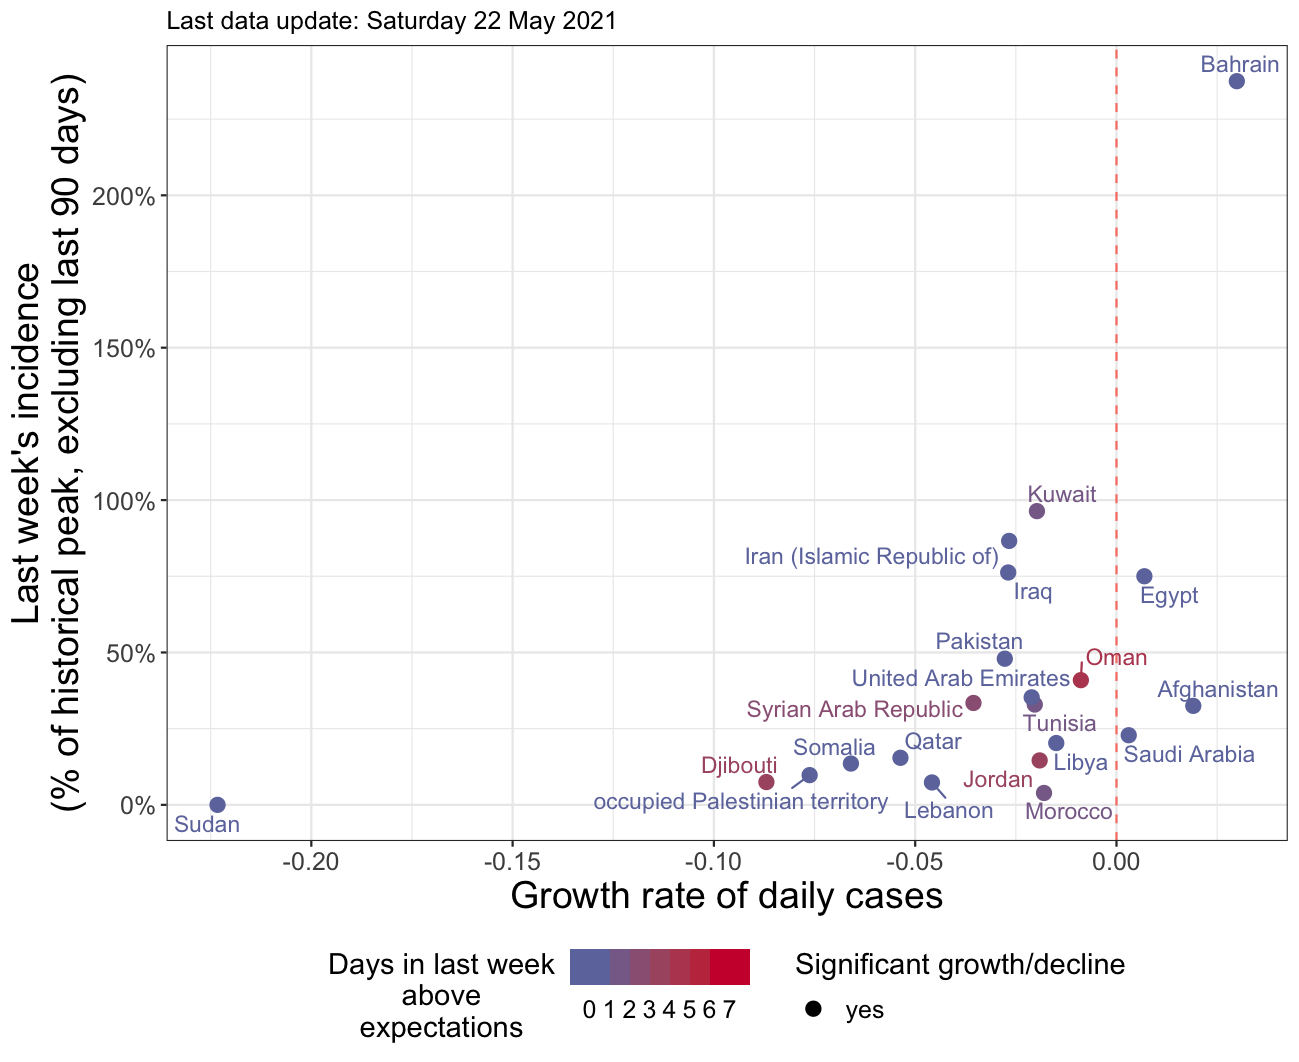 Last data update: Saturday 22 May 2021
Last week's incidence
(% of historical peak, excluding last 90 days)
200%
150%
100%
50%
0%
Bahrain
Kuwait
Iran (Islamic Republic of)
Iraq
Egypt
Pakistan
Oman
United Arab Emirates
Afghanistan
Syrian Arab Republic
Tunisia
Qatar
Somalia
Saudi Arabia
Libya
Djibouti
Jordan
occupied Palestinian territory
Lebanon
Morocco
Sudan
-0.20 -0.15 -0.10 -0.05 0.00
Growth rate of daily cases
Days in last week
above
expectations
0 1 2 3 4 5 6 7
Significant growth/decline
yes